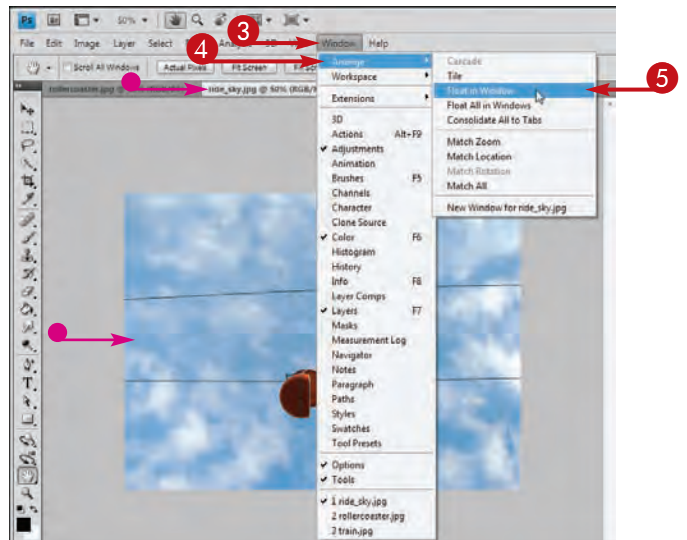 Ps Br 50%
3
File Edit Image Layer Select Window Help
4
Scroll All Windows Actual Pixels Fit Screen
rollercoaster.jpg @ ride_sky.jpg @ 50% (RGB/
Arrange
Workspace
Extensions
3D
Actions Alt+F9
Adjustments
Animation
Brushes F5
Channels
Character
Clone Source
Color F6
Histogram
History
Info F8
Layer Comps
Layers F7
Masks
Measurement Log
Navigator
Notes
Paragraph
Paths
Styles
Swatches
Tool Presets
Options
Tools
1 ride_sky.jpg
2 rollercoaster.jpg
3 train.jpg
Cascade
Tile
Float in Window
5
Float All in Windows
Consolidate All to Tabs
Match Zoom
Match Location
Match Rotation
Match All
New Window for ride_sky.jpg